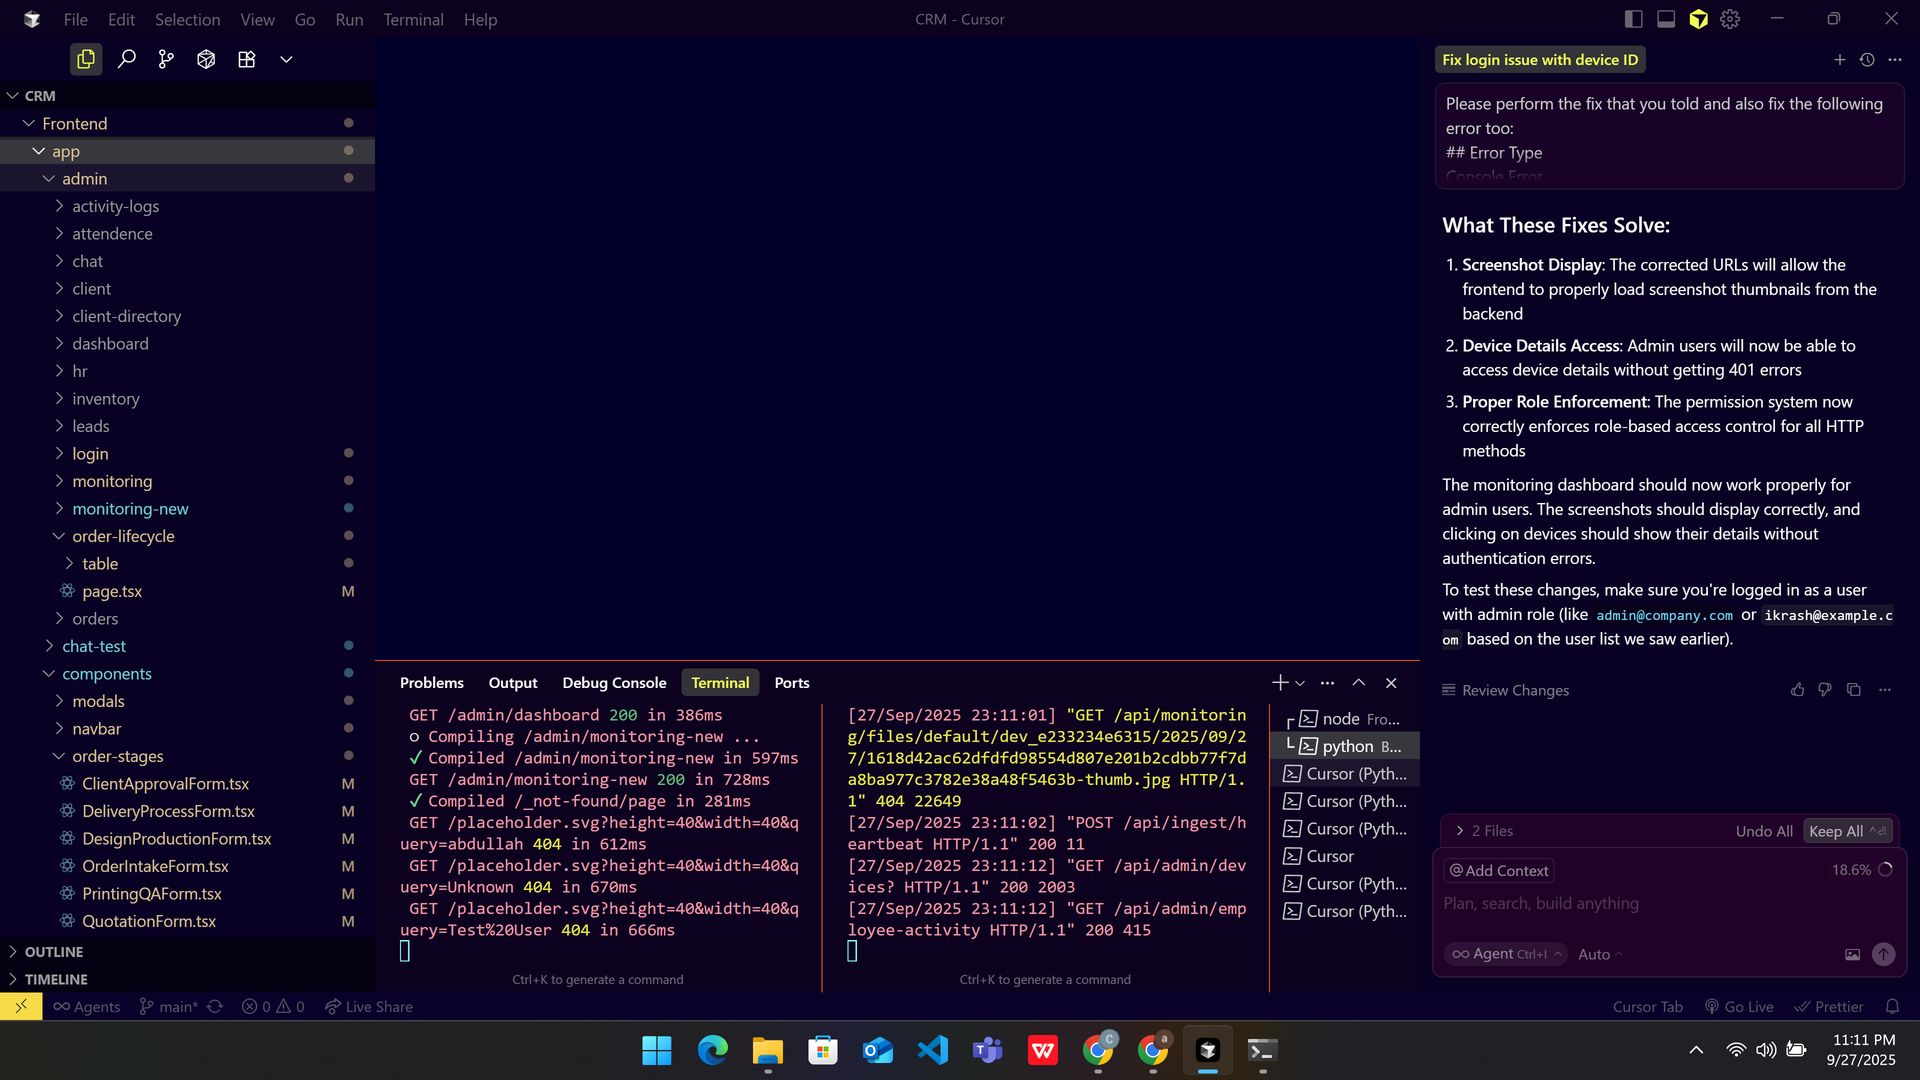 File Edit Selection View Go Run Terminal Help
CRM - Cursor
CRM
Frontend
app
admin
activity-logs
attendence
chat
client
client-directory
dashboard
hr
inventory
leads
login
monitoring
monitoring-new
order-lifecycle
table
page.tsx M
orders
chat-test
components
modals
navbar
order-stages
ClientApprovalForm.tsx M
DeliveryProcessForm.tsx M
DesignProductionForm.tsx M
OrderIntakeForm.tsx M
PrintingQAForm.tsx M
QuotationForm.tsx M
OUTLINE
TIMELINE
Problems Output Debug Console Terminal Ports
GET /admin/dashboard 200 in 386ms
○ Compiling /admin/monitoring-new ...
✓ Compiled /admin/monitoring-new in 597ms
GET /admin/monitoring-new 200 in 728ms
✓ Compiled /_not-found/page in 281ms
GET /placeholder.svg?height=40&width=40&q
uery=abdullah 404 in 612ms
GET /placeholder.svg?height=40&width=40&q
uery=Unknown 404 in 670ms
GET /placeholder.svg?height=40&width=40&q
uery=Test%20User 404 in 666ms
Ctrl+K to generate a command
[27/Sep/2025 23:11:01] "GET /api/monitorin
g/files/default/dev_e233234e6315/2025/09/2
7/1618d42ac62dfdfd98554d807e201b2cdbb77f7d
a8ba977c3782e38a48f5463b-thumb.jpg HTTP/1.
1" 404 22649
[27/Sep/2025 23:11:02] "POST /api/ingest/h
eartbeat HTTP/1.1" 200 11
[27/Sep/2025 23:11:12] "GET /api/admin/dev
ices? HTTP/1.1" 200 2003
[27/Sep/2025 23:11:12] "GET /api/admin/emp
loyee-activity HTTP/1.1" 200 415
Ctrl+K to generate a command
node Fro...
python B...
Cursor (Pyth...
Cursor (Pyth...
Cursor (Pyth...
Cursor
Cursor (Pyth...
Cursor (Pyth...
Fix login issue with device ID
Please perform the fix that you told and also fix the following
error too:
## Error Type
Console Error
What These Fixes Solve:
1. Screenshot Display: The corrected URLs will allow the
frontend to properly load screenshot thumbnails from the
backend
2. Device Details Access: Admin users will now be able to
access device details without getting 401 errors
3. Proper Role Enforcement: The permission system now
correctly enforces role-based access control for all HTTP
methods
The monitoring dashboard should now work properly for
admin users. The screenshots should display correctly, and
clicking on devices should show their details without
authentication errors.
To test these changes, make sure you're logged in as a user
with admin role (like admin@company.com or ikrash@example.c
om based on the user list we saw earlier).
Review Changes
2 Files Undo All Keep All
@ Add Context 18.6%
Plan, search, build anything
Agent Ctrl+I Auto
Agents main* 0 0 Live Share
Cursor Tab Go Live Prettier
11:11 PM
9/27/2025